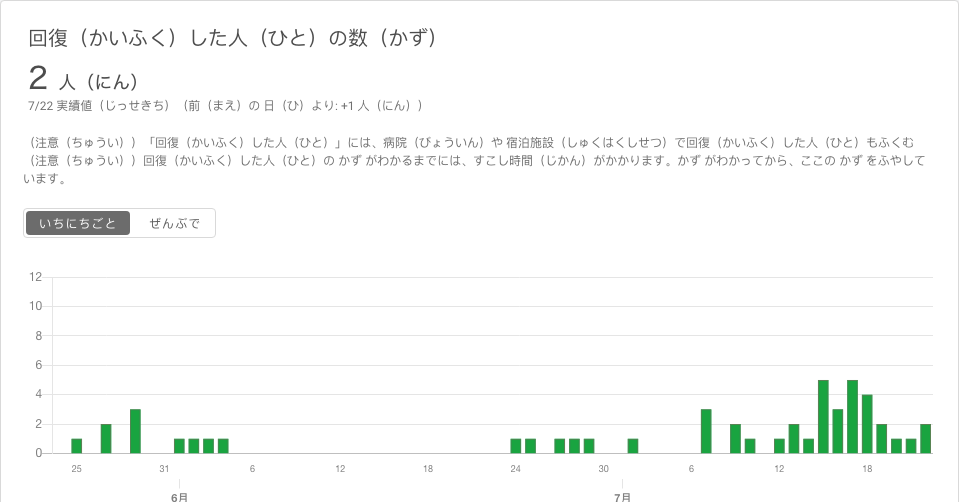 回復（かいふく）した人（ひと）の数（かず）
2 人（にん）
7/22 実績値（じっせきち）（前（まえ）の 日（ひ）より: +1 人（にん））
（注意（ちゅうい））「回復（かいふく）した人（ひと）」には、病院（びょういん）や 宿泊施設（しゅくはくしせつ）で回復（かいふく）した人（ひと）もふくむ
（注意（ちゅうい））回復（かいふく）した人（ひと）の かず がわかるまでには、すこし時間（じかん）がかかります。かず がわかってから、ここの かず をふやして
います。
いちにちごと ぜんぶで
12
10
8
6
4
2
0
25 31 6 12 18 24 30 6 12 18
6月 7月